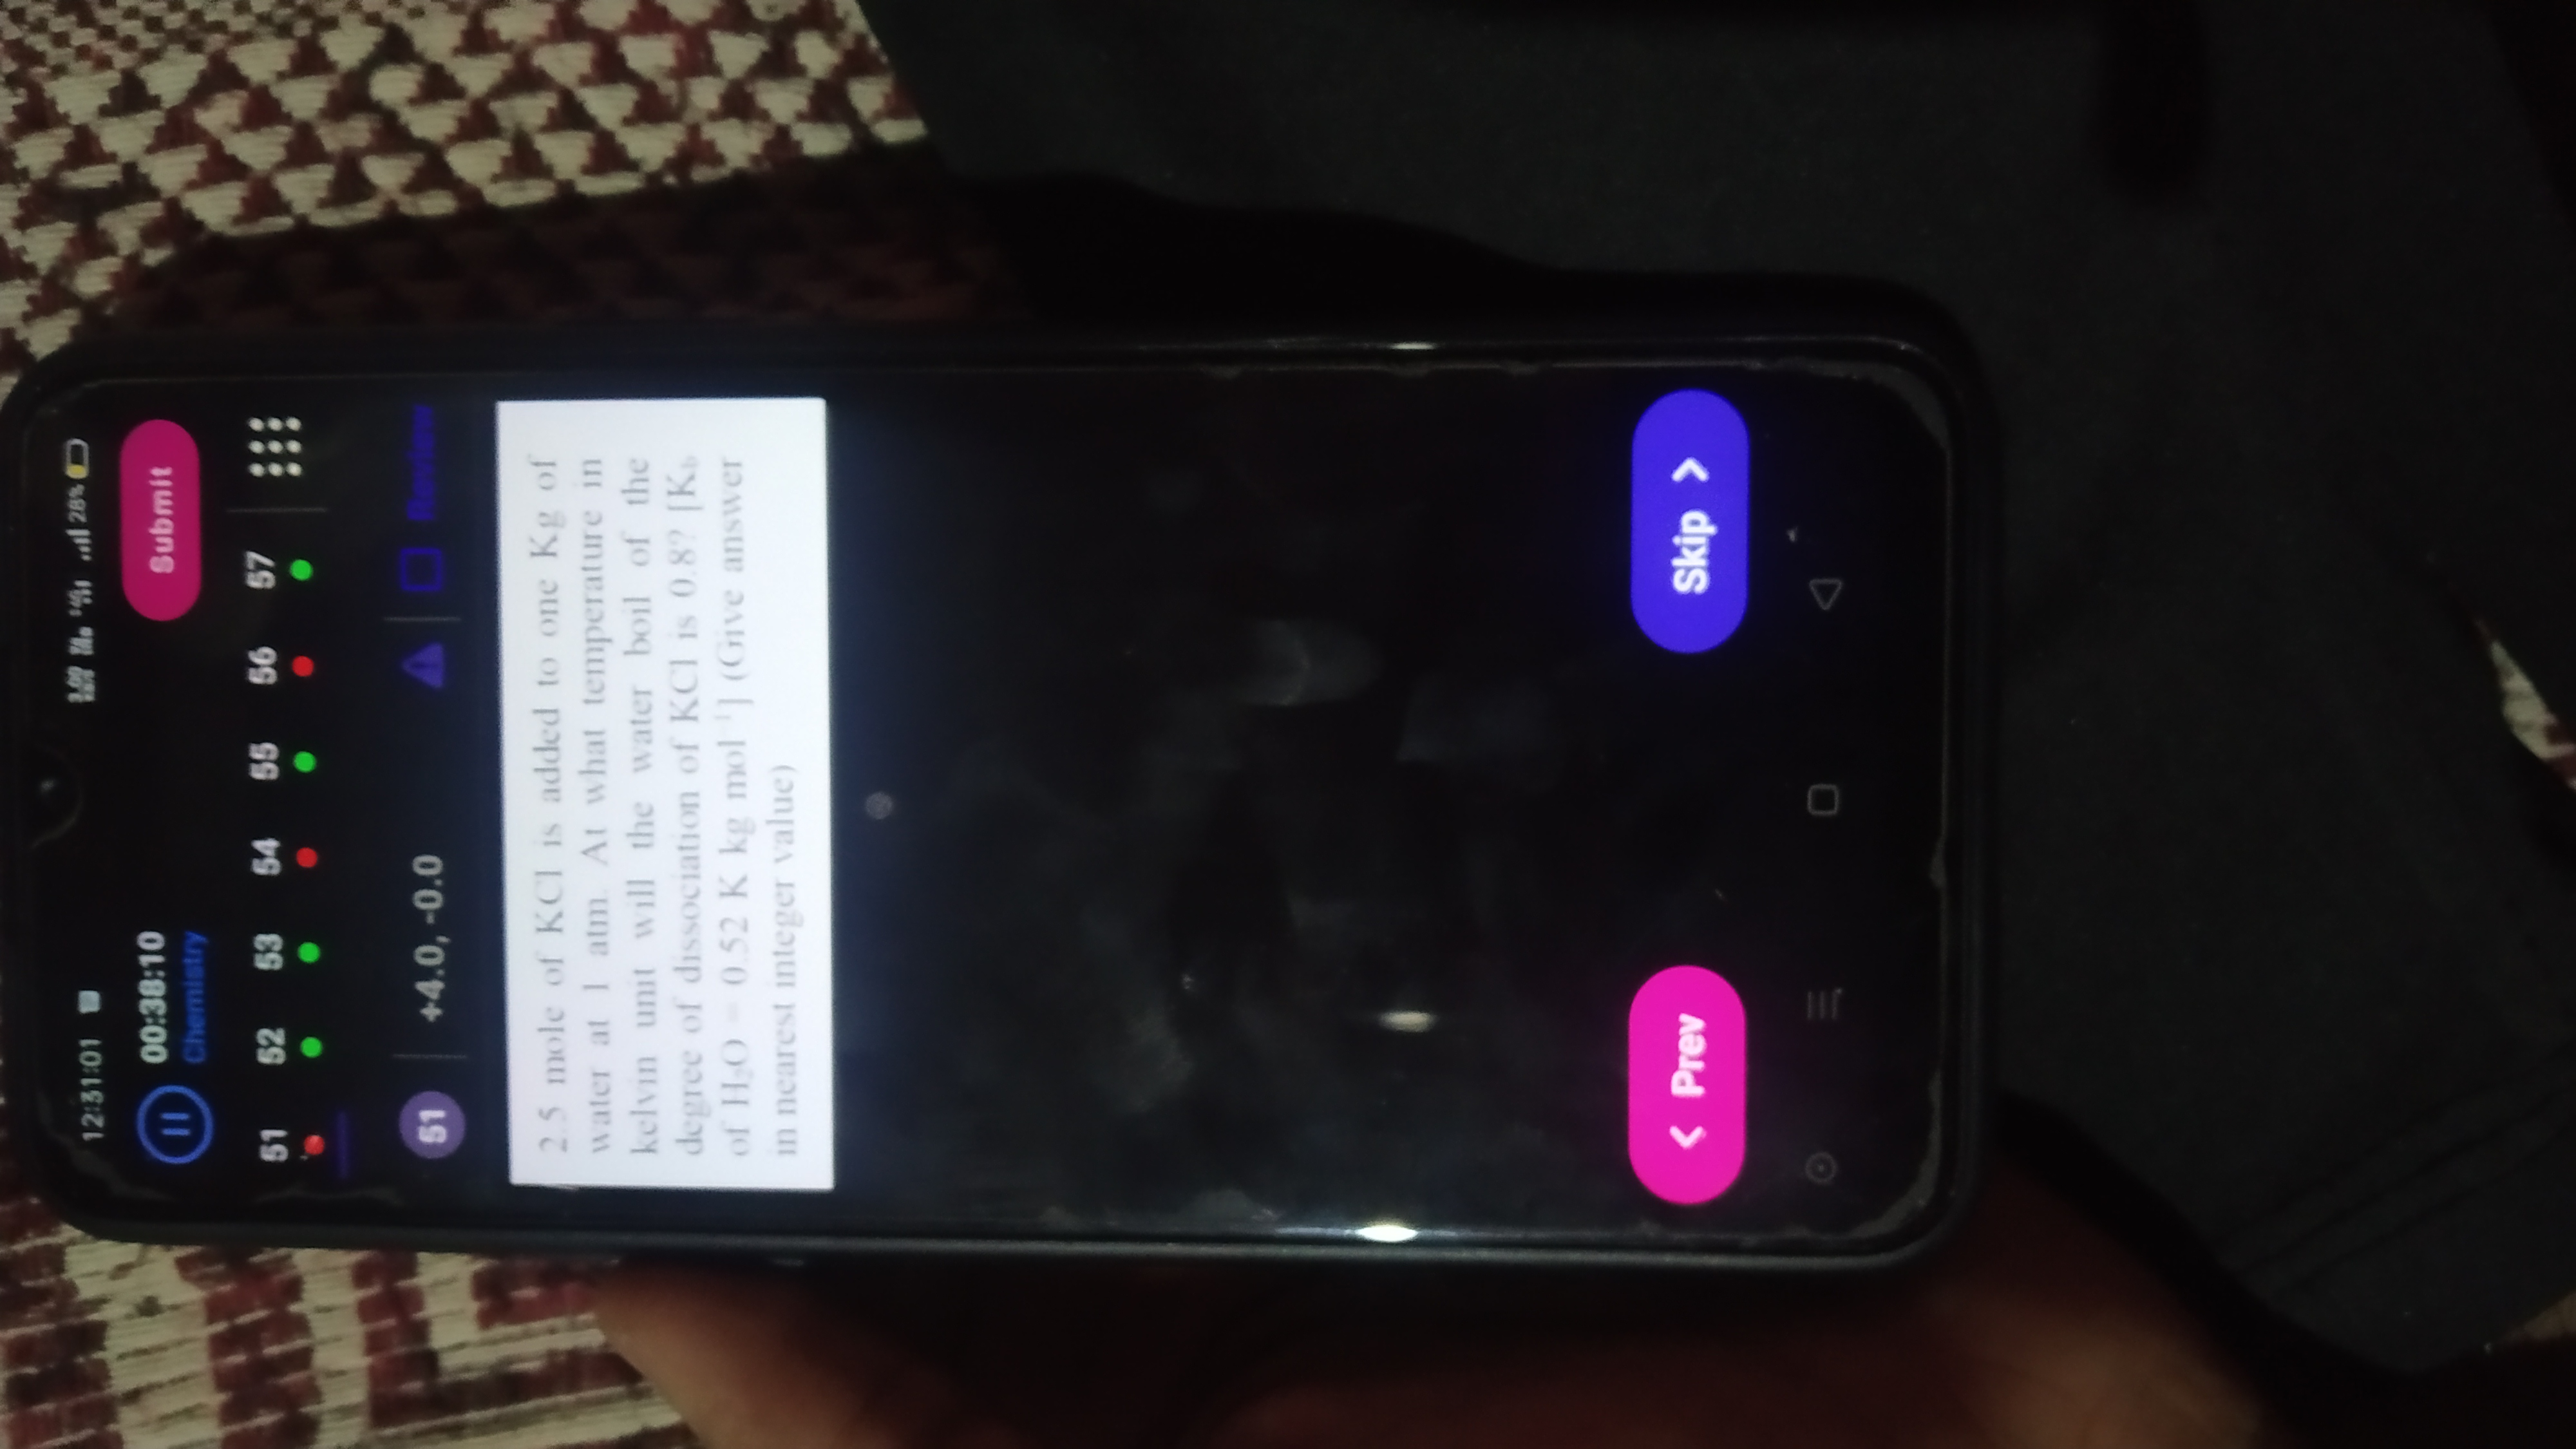 12:31:01 28%
00:38:10 Submit
Chemistry
51 52 53 54 55 56 57
51 +4.0, -0.0 Review
2.5 mole of KCl is added to one Kg of
water at 1 atm. At what temperature in
kelvin unit will the water boil of the
degree of dissociation of KCl is 0.8? [K_b
of H₂O = 0.52 K kg mol⁻¹] (Give answer
in nearest integer value)
< Prev Skip >